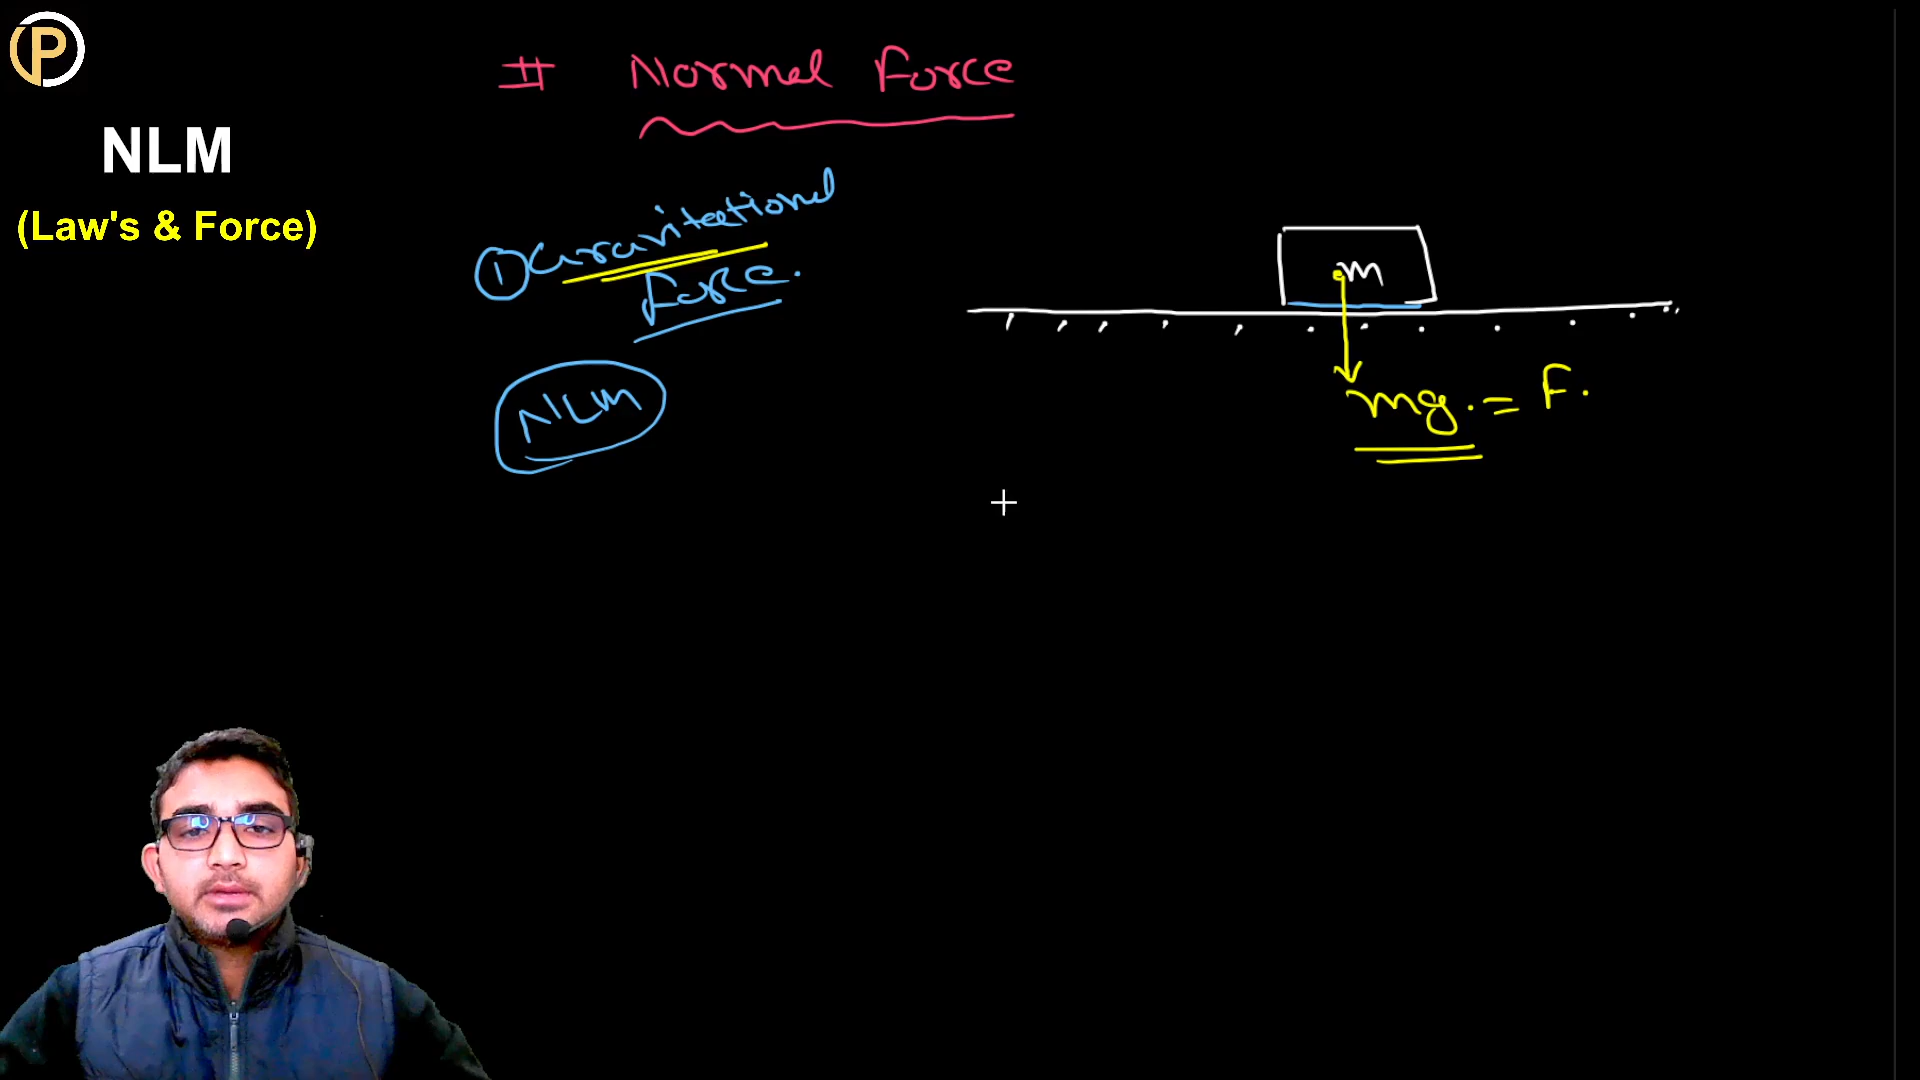 P
NLM
(Law's & Force)
# Normal Force
① Gravitational
Force.
NLM
m
mg. = F.